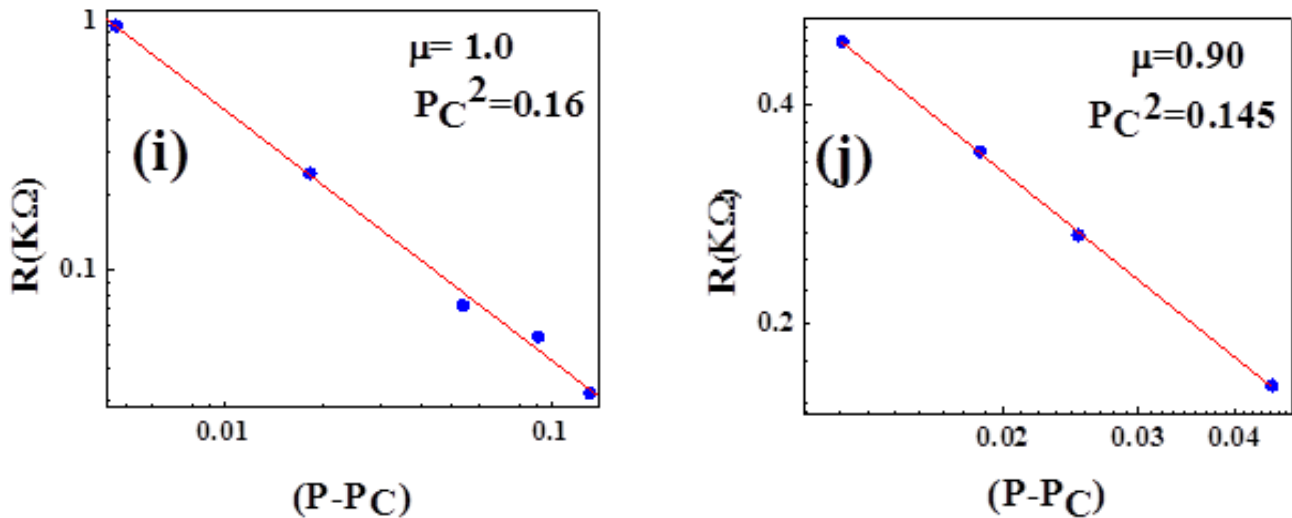 1
μ= 1.0
P_C^2=0.16
(i)
R(KΩ)
0.1
0.01
0.1
(P-P_C)
μ=0.90
0.4
P_C^2=0.145
(j)
R(KΩ)
0.2
0.02
0.03
0.04
(P-P_C)